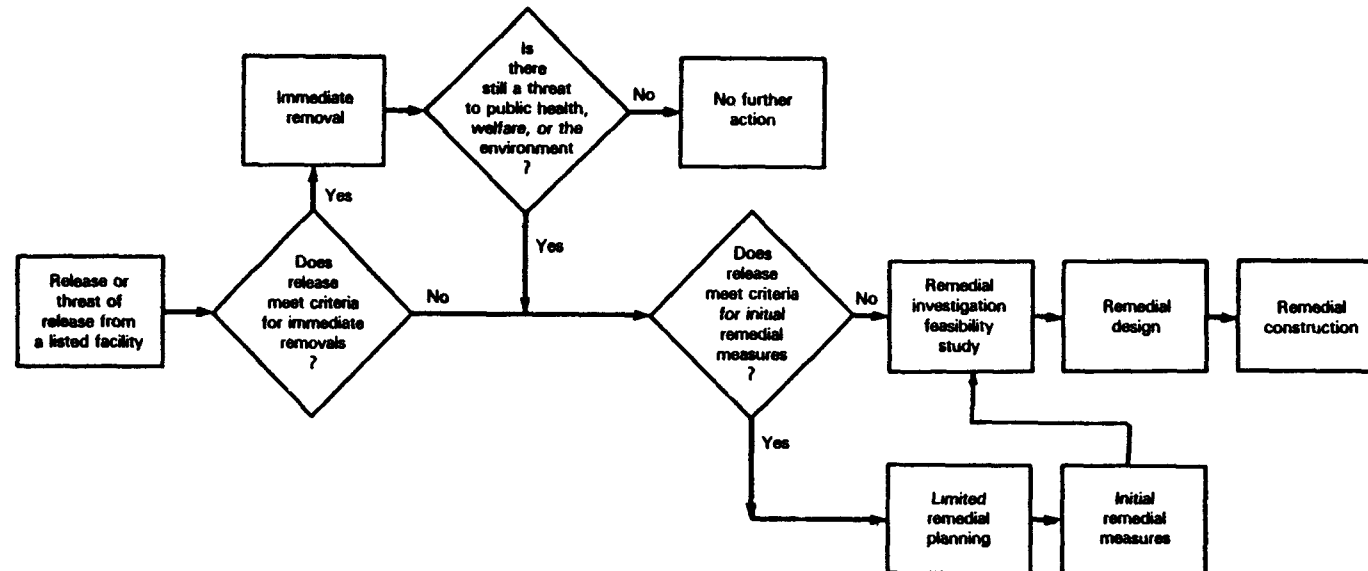 Is
there
still a threat
to public health,
welfare, or the
environment
?
Immediate
removal
No
No further
action
Yes
Yes
Release or
threat of
release from
a listed facility
Does
release
meet criteria
for immediate
removals
?
No
Does
release
meet criteria
for initial
remedial
measures
?
No
Remedial
investigation
feasibility
study
Remedial
design
Remedial
construction
Yes
Limited
remedial
planning
Initial
remedial
measures